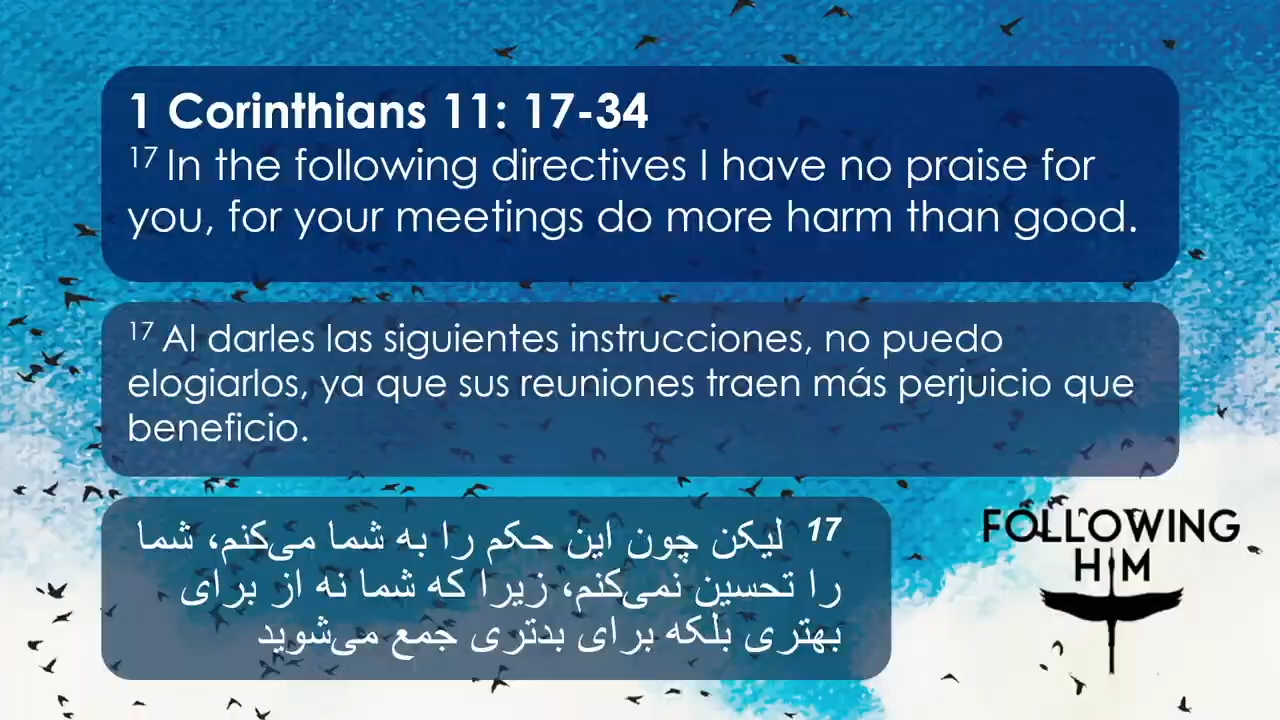 1 Corinthians 11: 17-34
17 In the following directives I have no praise for
you, for your meetings do more harm than good.
17 Al darles las siguientes instrucciones, no puedo
elogiarlos, ya que sus reuniones traen más perjuicio que
beneficio.
17 لیکن چون این حکم را به شما می‌کنم، شما
را تحسین نمی‌کنم، زیرا که شما نه از برای
بهتری بلکه برای بدتری جمع می‌شوید
FOLLOWING
HIM